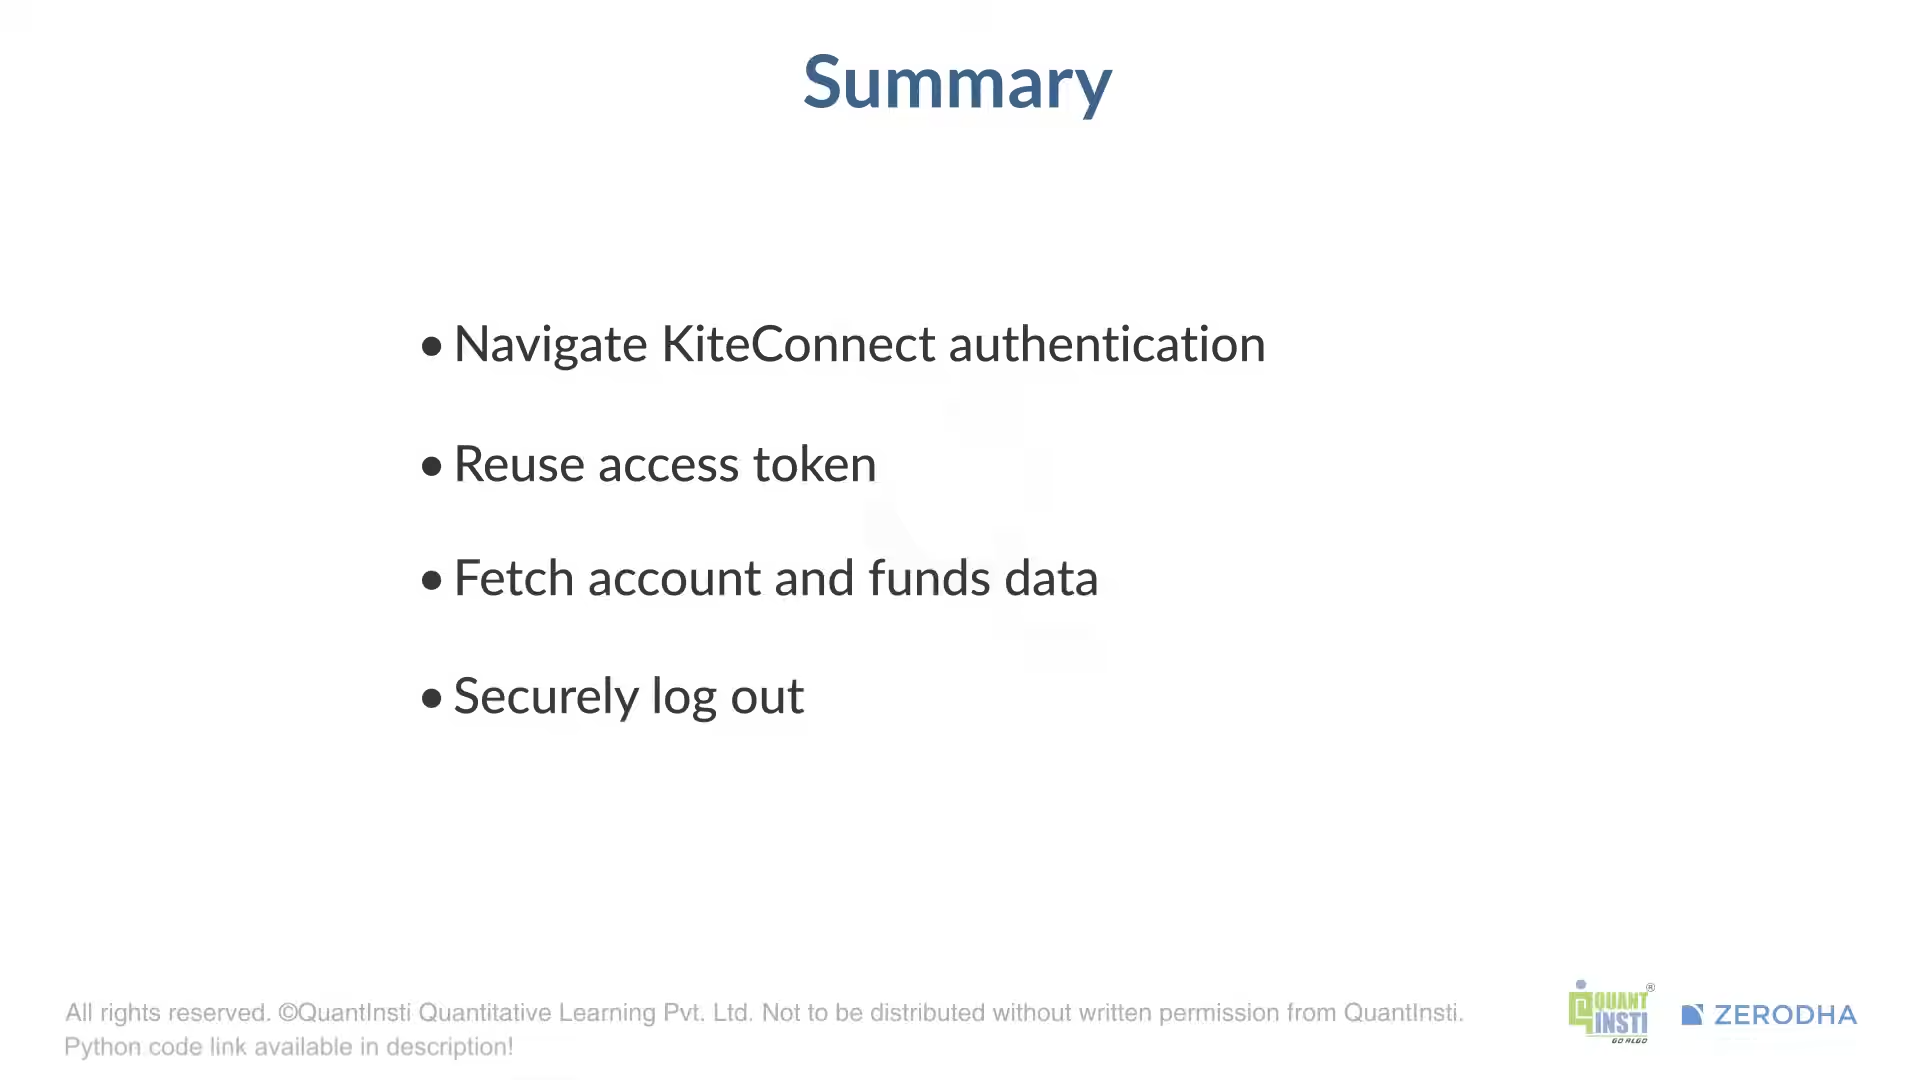 Summary
• Navigate KiteConnect authentication
• Reuse access token
• Fetch account and funds data
• Securely log out
All rights reserved. ©QuantInsti Quantitative Learning Pvt. Ltd. Not to be distributed without written permission from QuantInsti.
Python code link available in description!
QUANT®
INSTI
GO ALGO
ZERODHA